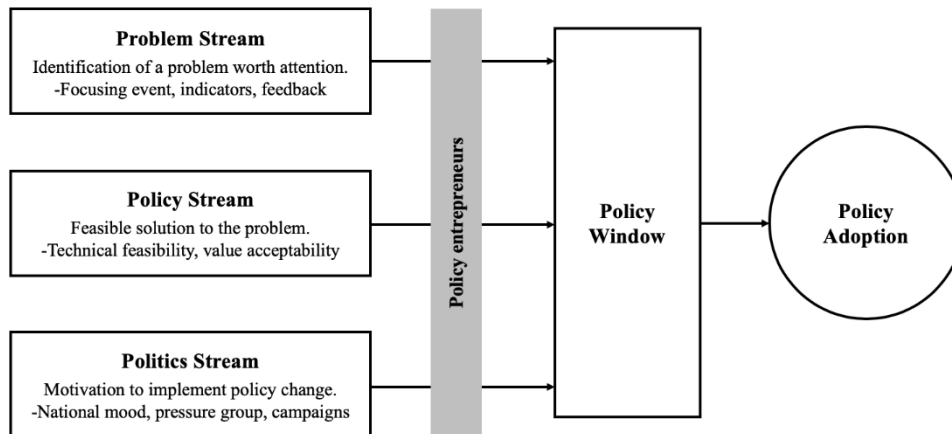 Problem Stream
Identification of a problem worth attention.
-Focusing event, indicators, feedback
Policy Stream
Feasible solution to the problem.
-Technical feasibility, value acceptability
Politics Stream
Motivation to implement policy change.
-National mood, pressure group, campaigns
Policy entrepreneurs
Policy
Window
Policy
Adoption